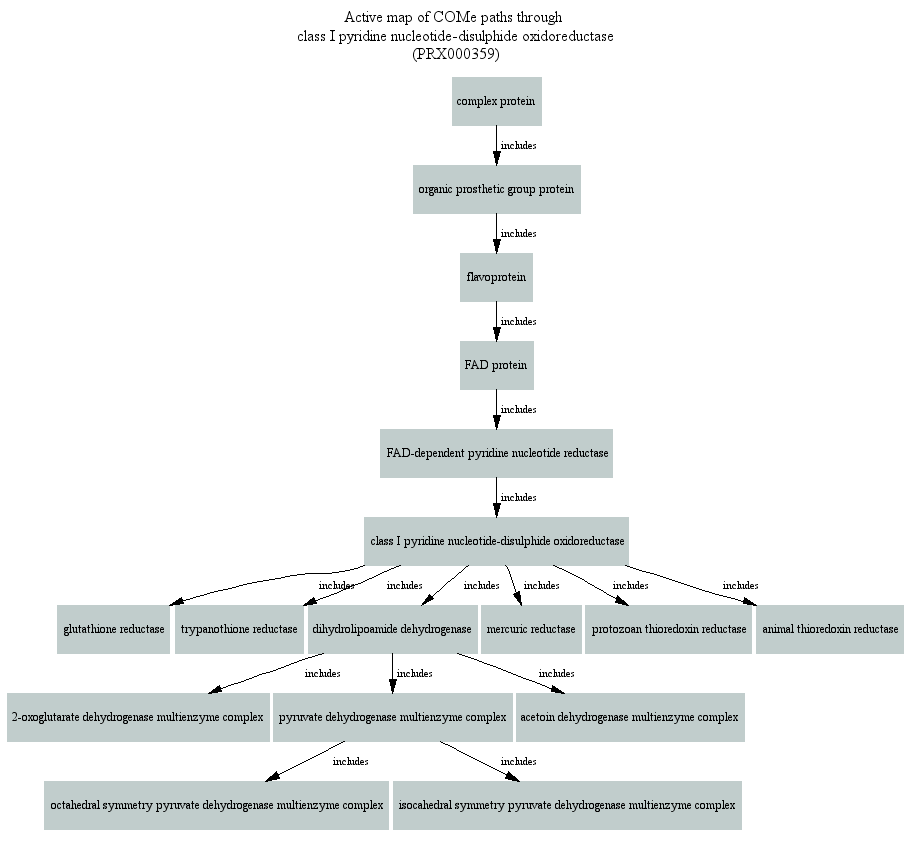 Active map of COMe paths through
class I pyridine nucleotide-disulphide oxidoreductase
(PRX000359)
complex protein
includes
organic prosthetic group protein
includes
flavoprotein
includes
FAD protein
includes
FAD-dependent pyridine nucleotide reductase
includes
class I pyridine nucleotide-disulphide oxidoreductase
includes includes includes includes includes includes
glutathione reductase trypanothione reductase dihydrolipoamide dehydrogenase mercuric reductase protozoan thioredoxin reductase animal thioredoxin reductase
includes includes includes
2-oxoglutarate dehydrogenase multienzyme complex pyruvate dehydrogenase multienzyme complex acetoin dehydrogenase multienzyme complex
includes includes
octahedral symmetry pyruvate dehydrogenase multienzyme complex isocahedral symmetry pyruvate dehydrogenase multienzyme complex